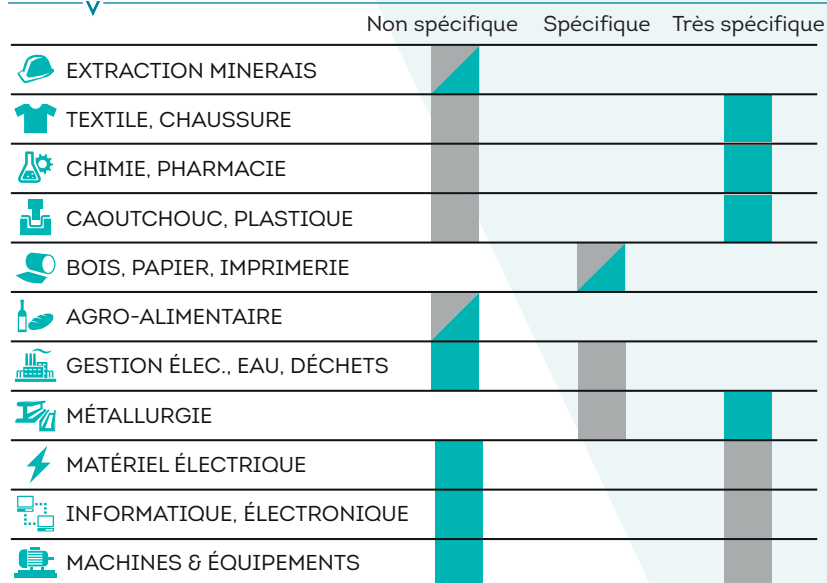 Non spécifique Spécifique Très spécifique
EXTRACTION MINERAIS
TEXTILE, CHAUSSURE
CHIMIE, PHARMACIE
CAOUTCHOUC, PLASTIQUE
BOIS, PAPIER, IMPRIMERIE
AGRO-ALIMENTAIRE
GESTION ÉLEC., EAU, DÉCHETS
MÉTALLURGIE
MATÉRIEL ÉLECTRIQUE
INFORMATIQUE, ÉLECTRONIQUE
MACHINES & ÉQUIPEMENTS